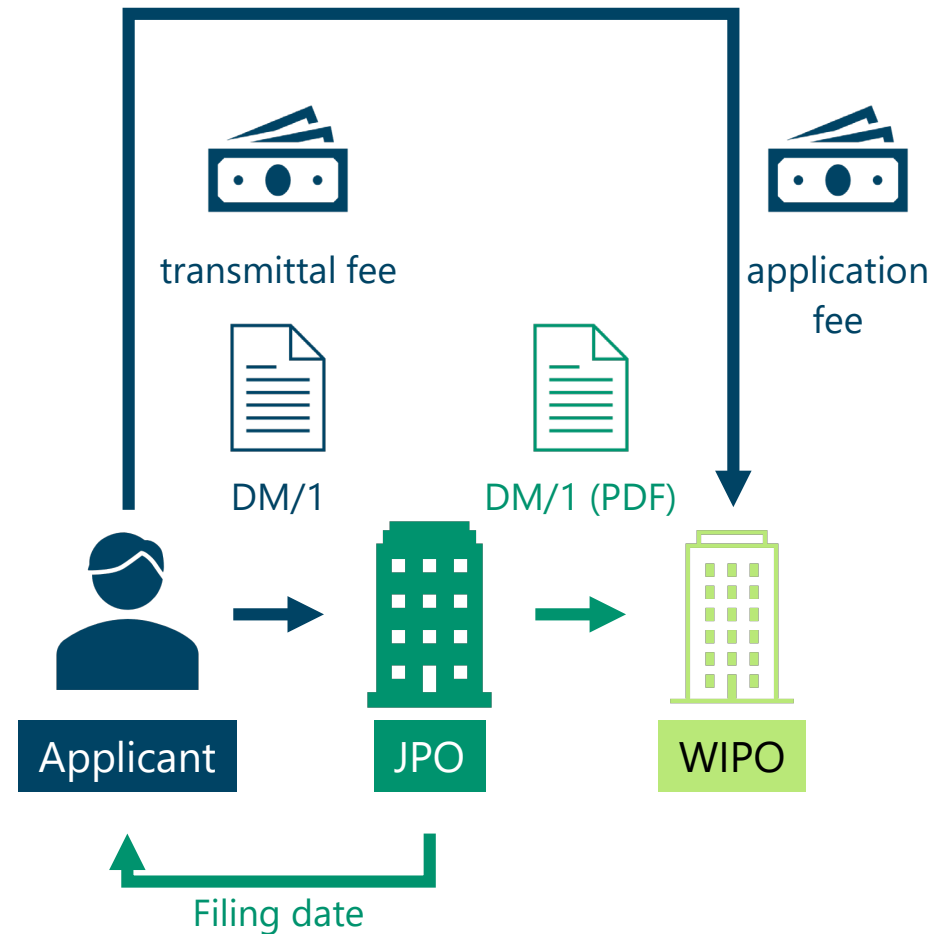 transmittal fee
application
fee
DM/1
DM/1 (PDF)
Applicant
JPO
WIPO
Filing date